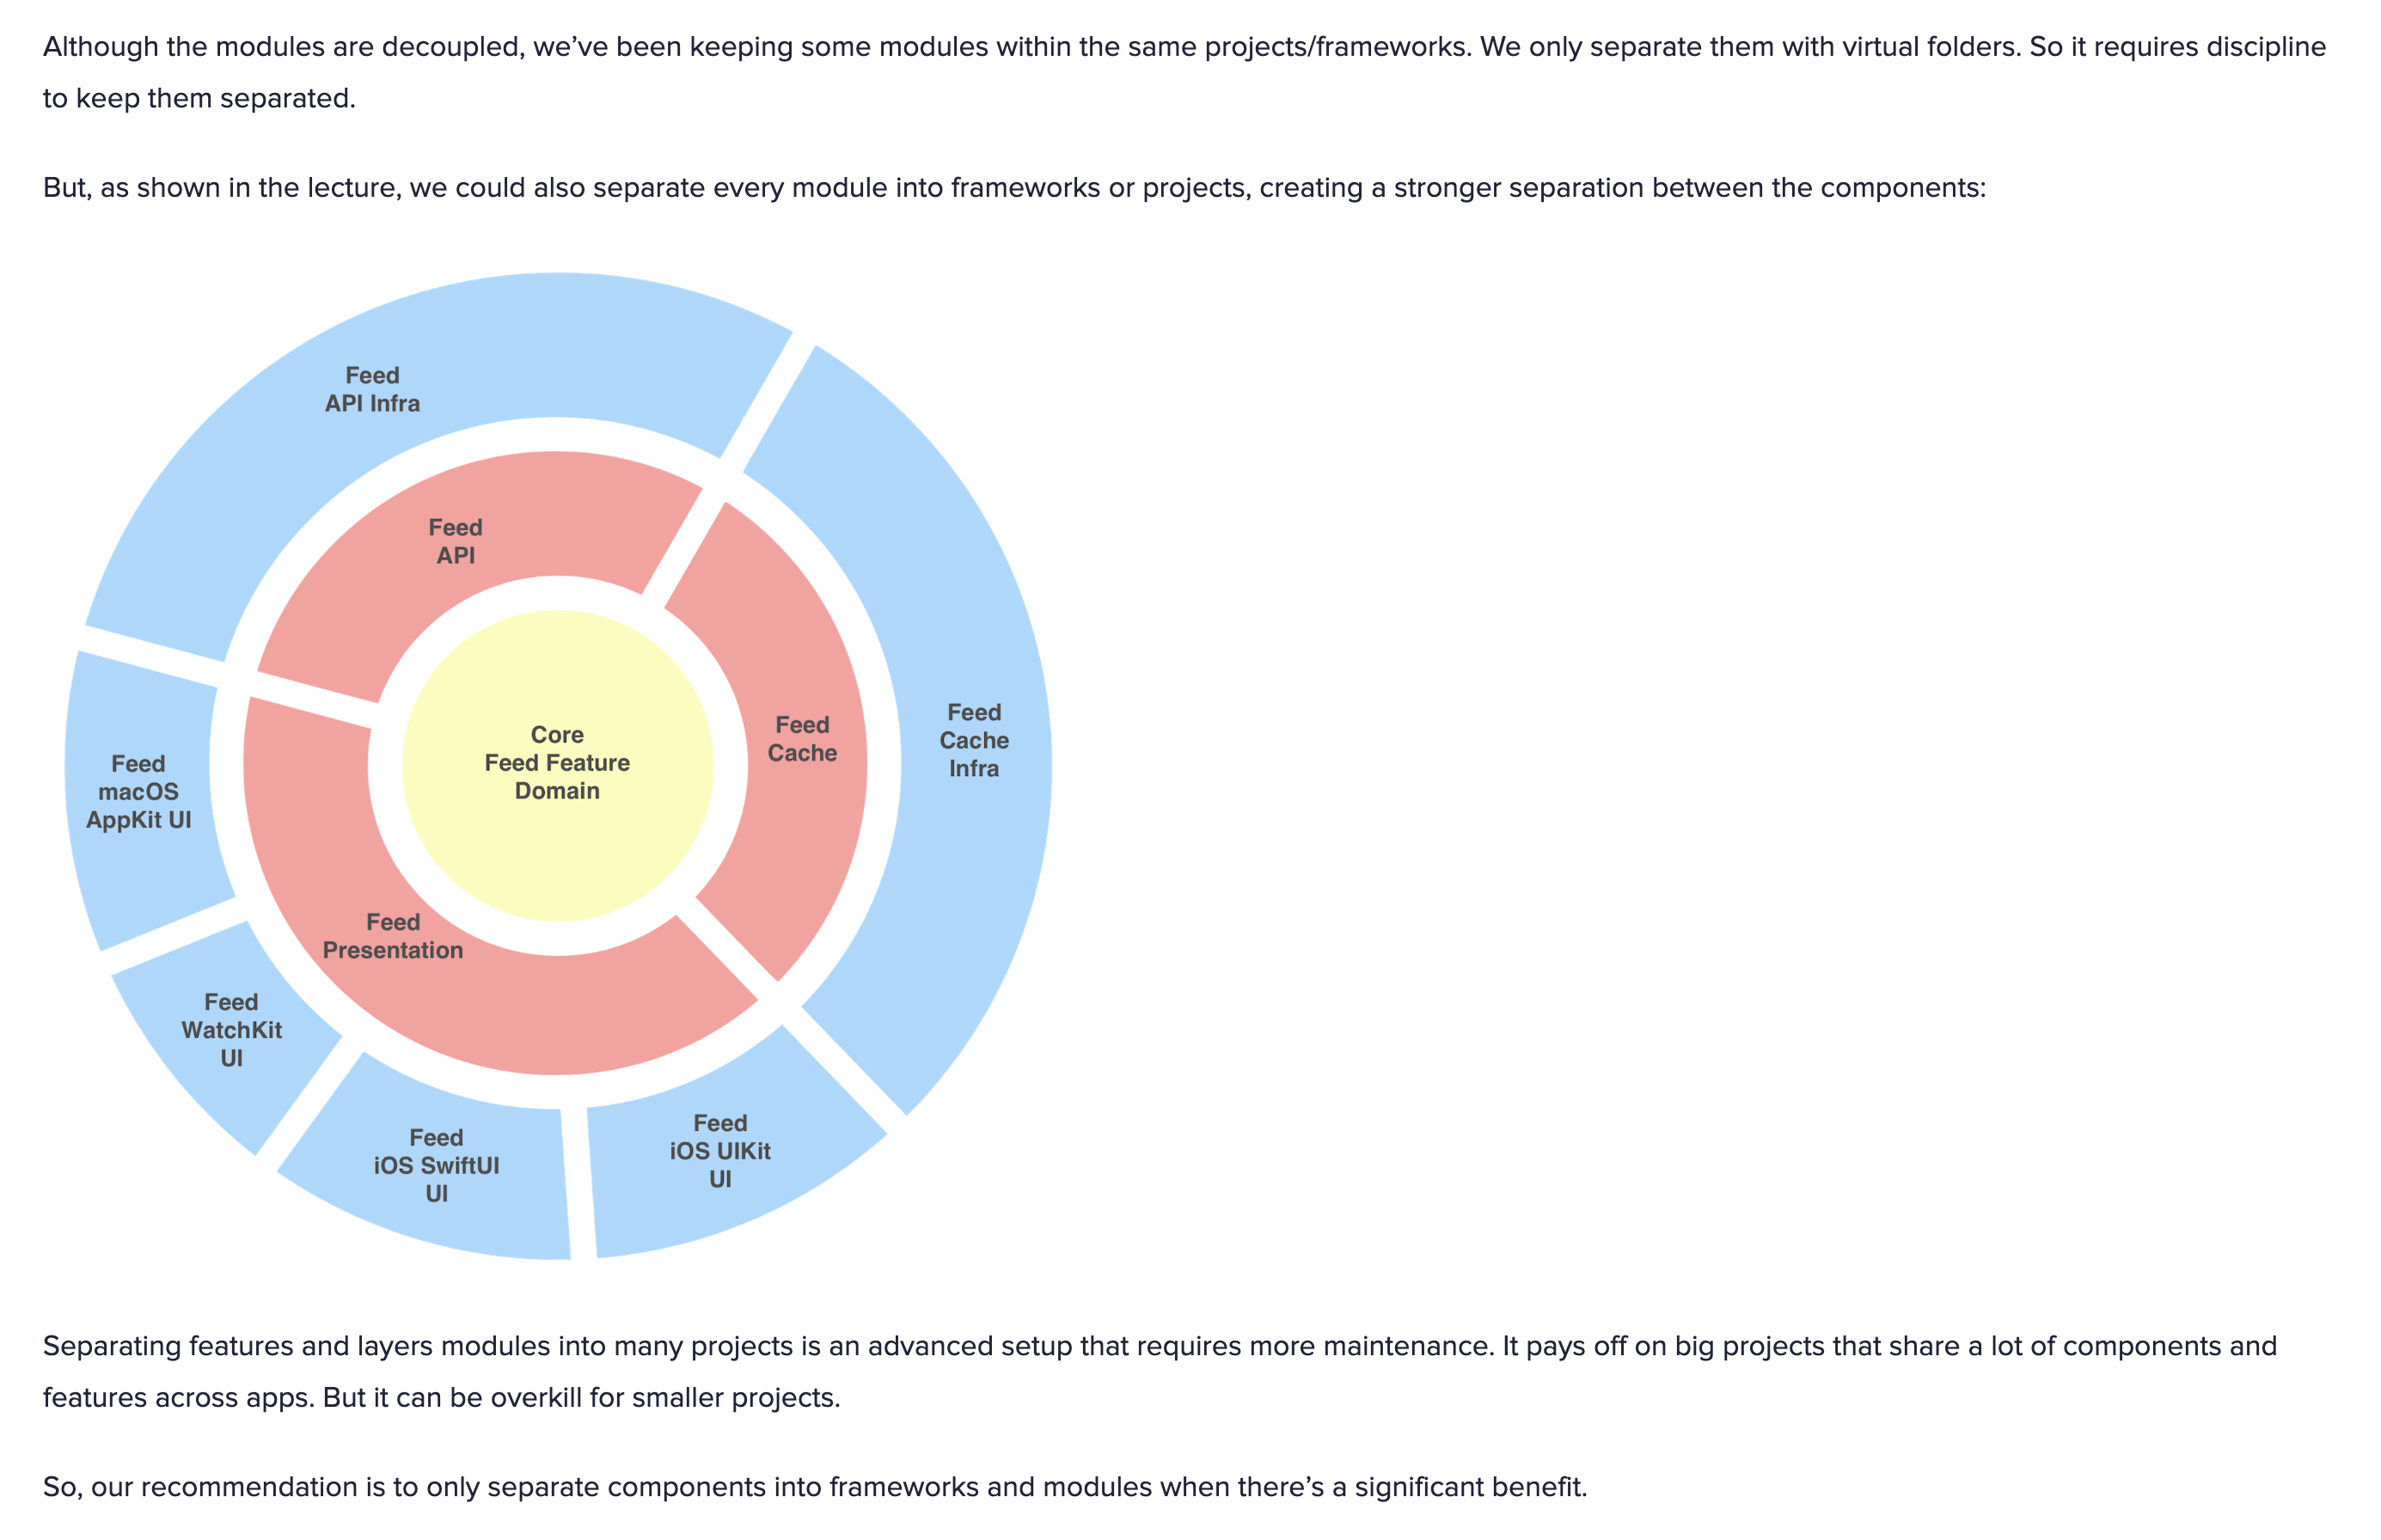 Although the modules are decoupled, we’ve been keeping some modules within the same projects/frameworks. We only separate them with virtual folders. So it requires discipline
to keep them separated.
But, as shown in the lecture, we could also separate every module into frameworks or projects, creating a stronger separation between the components:
Feed
API Infra
Feed
API
Feed
Cache
Feed
Cache
Infra
Core
Feed Feature
Domain
Feed
macOS
AppKit UI
Feed
Presentation
Feed
WatchKit
UI
Feed
iOS SwiftUI
UI
Feed
iOS UIKit
UI
Separating features and layers modules into many projects is an advanced setup that requires more maintenance. It pays off on big projects that share a lot of components and
features across apps. But it can be overkill for smaller projects.
So, our recommendation is to only separate components into frameworks and modules when there’s a significant benefit.